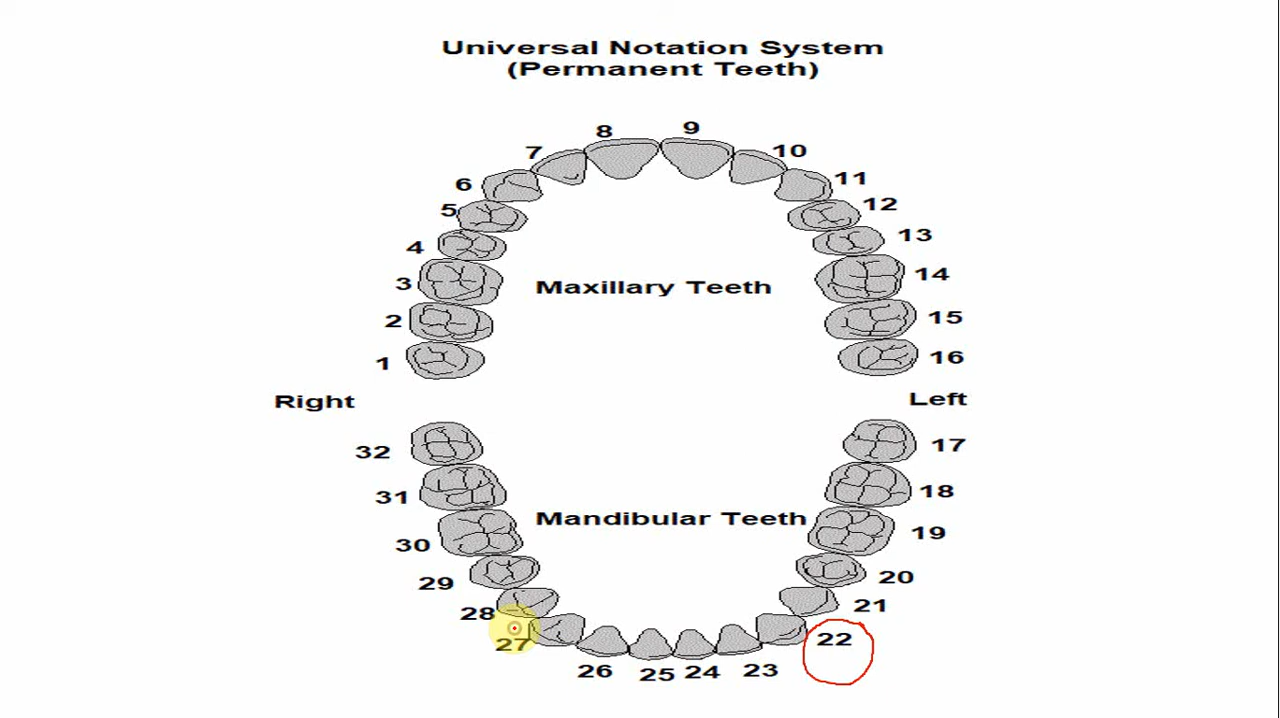 Universal Notation System
(Permanent Teeth)
8 9
7 10
6 11
5 12
4 13
3 14
2 15
1 16
Maxillary Teeth
Right Left
32 17
31 18
30 19
29 20
28 21
27 22
26 25 24 23
Mandibular Teeth